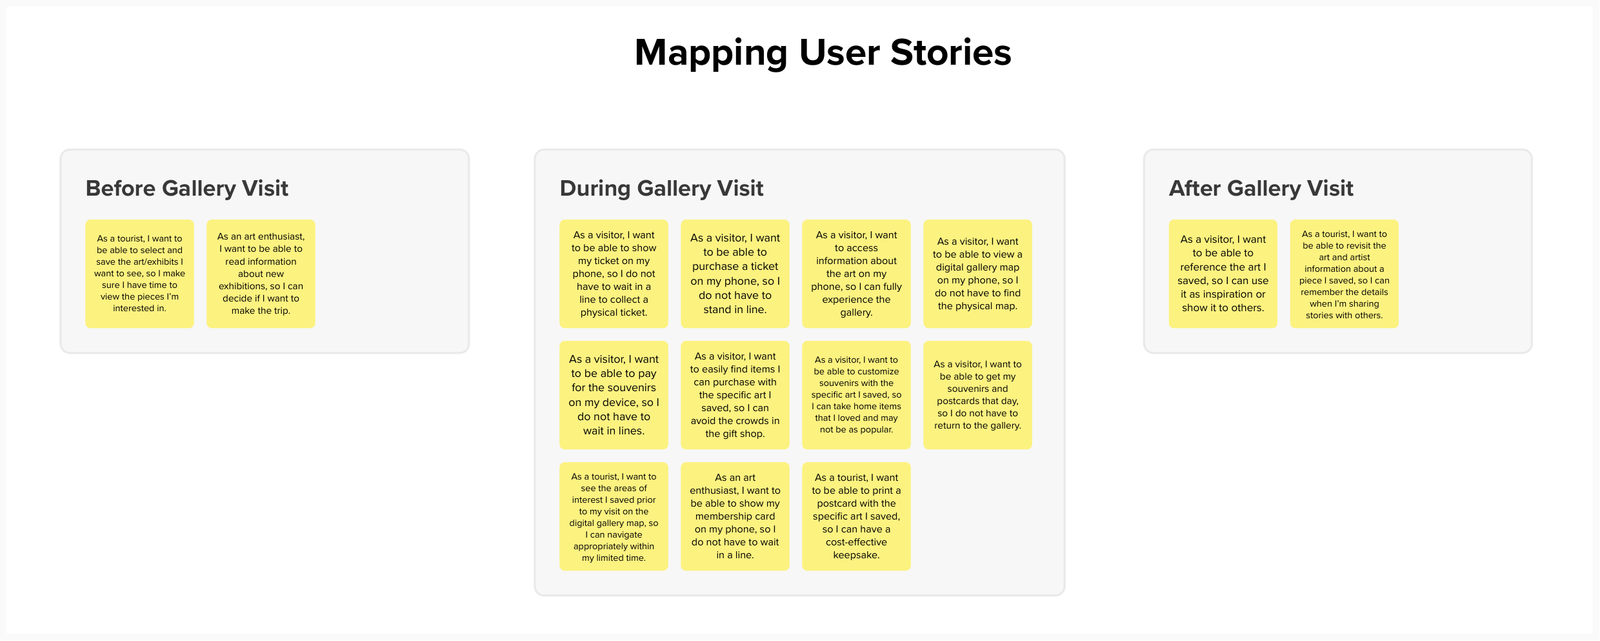 Mapping User Stories
Before Gallery Visit
As a tourist, I want to
be able to select and
save the art/exhibits I
want to see, so I make
sure I have time to
view the pieces I'm
interested in.
As an art enthusiast,
I want to be able to
read information
about new
exhibitions, so I can
decide if I want to
make the trip.
During Gallery Visit
As a visitor, I want
to be able to show
my ticket on my
phone, so I do not
have to wait in a
line to collect a
physical ticket.
As a visitor, I want
to be able to
purchase a ticket
on my phone, so I
do not have to
stand in line.
As a visitor, I want
to access
information about
the art on my
phone, so I can fully
experience the
gallery.
As a visitor, I want
to be able to view a
digital gallery map
on my phone, so I
do not have to find
the physical map.
As a visitor, I want
to be able to pay
for the souvenirs
on my device, so I
do not have to
wait in lines.
As a visitor, I want
to easily find items I
can purchase with
the specific art I
saved, so I can
avoid the crowds in
the gift shop.
As a visitor, I want to
be able to customize
souvenirs with the
specific art I saved, so
I can take home items
that I loved and may
not be as popular.
As a visitor, I want to
be able to get my
souvenirs and
postcards that day,
so I do not have to
return to the gallery.
As a tourist, I want to
see the areas of
interest I saved prior
to my visit on the
digital gallery map, so
I can navigate
appropriately within
my limited time.
As an art
enthusiast, I want to
be able to show my
membership card
on my phone, so I
do not have to wait
in a line.
As a tourist, I want
to be able to print a
postcard with the
specific art I saved,
so I can have a
cost-effective
keepsake.
After Gallery Visit
As a visitor, I want
to be able to
reference the art I
saved, so I can use
it as inspiration or
show it to others.
As a tourist, I want to
be able to revisit the
art and artist
information about a
piece I saved, so I can
remember the details
when I'm sharing
stories with others.